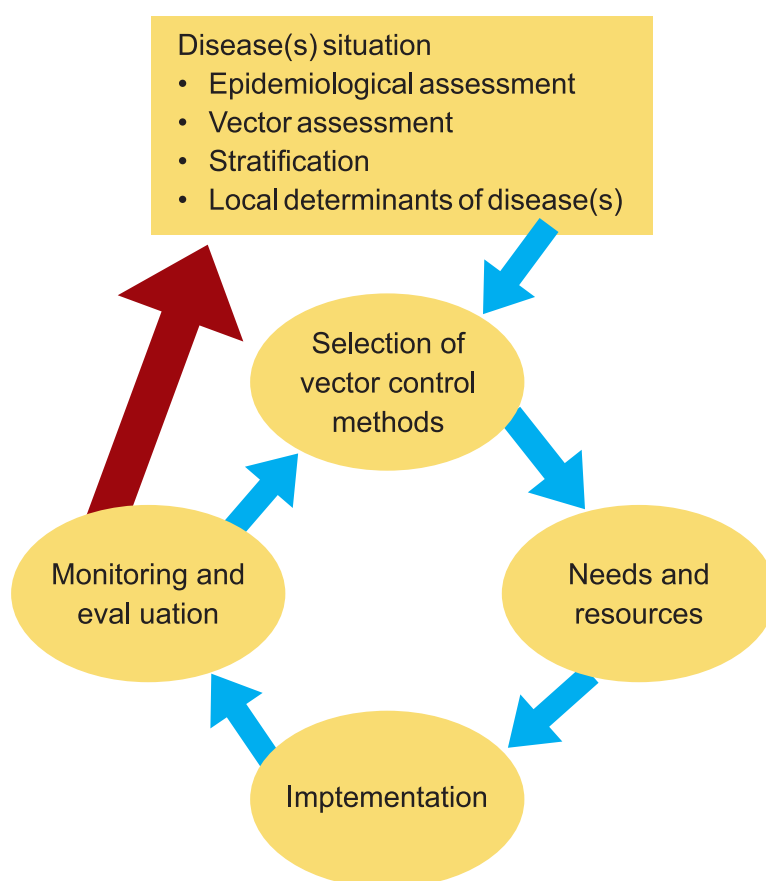 Disease(s) situation
• Epidemiological assessment
• Vector assessment
• Stratification
• Local determinants of disease(s)
Selection of
vector control
methods
Monitoring and
eval uation
Needs and
resources
Imptementation